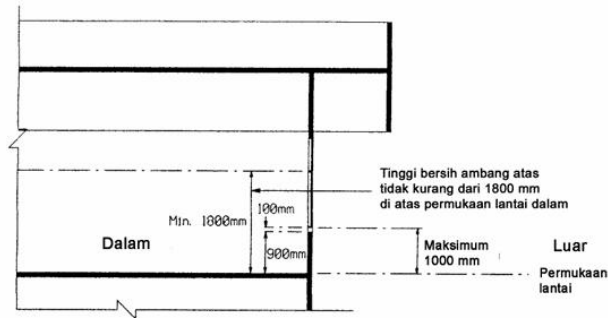 Tinggi bersih ambang atas
tidak kurang dari 1800 mm
di atas permukaan lantai dalam
100mm
Min. 1800mm
Dalam
900mm
Maksimum
1000 mm
Luar
Permukaan
lantai